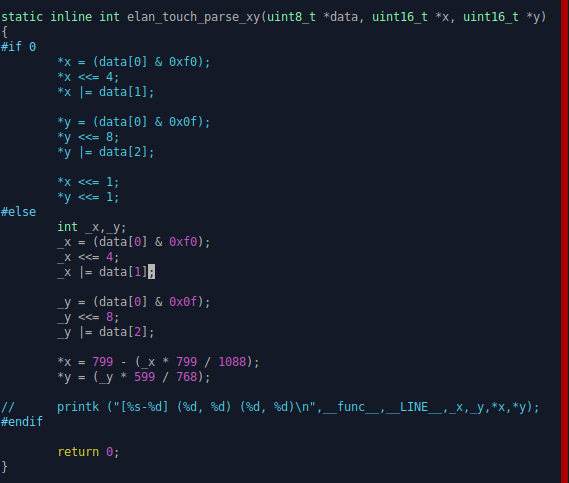 static inline int elan_touch_parse_xy(uint8_t *data, uint16_t *x, uint16_t *y)
{
#if 0
        *x = (data[0] & 0xf0);
        *x <<= 4;
        *x |= data[1];

        *y = (data[0] & 0x0f);
        *y <<= 8;
        *y |= data[2];

        *x <<= 1;
        *y <<= 1;
#else
        int _x,_y;
        _x = (data[0] & 0xf0);
        _x <<= 4;
        _x |= data[1];

        _y = (data[0] & 0x0f);
        _y <<= 8;
        _y |= data[2];

        *x = 799 - (_x * 799 / 1088);
        *y = (_y * 599 / 768);

//      printk ("[%s-%d] (%d, %d) (%d, %d)\n",__func__,__LINE__,_x,_y,*x,*y);
#endif

        return 0;
}